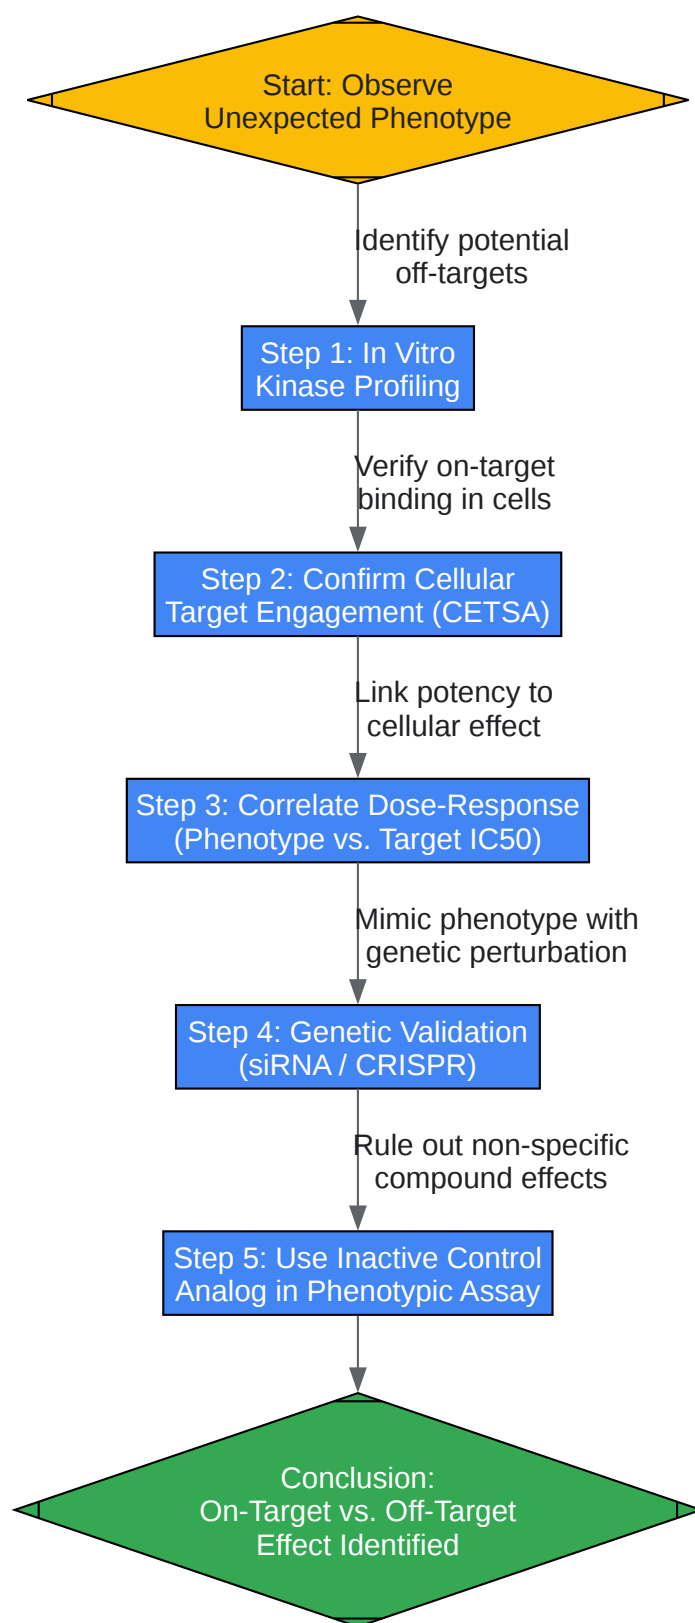 Start: Observe
Unexpected Phenotype
Identify potential
off-targets
Step 1: In Vitro
Kinase Profiling
Verify on-target
binding in cells
Step 2: Confirm Cellular
Target Engagement (CETSA)
Link potency to
cellular effect
Step 3: Correlate Dose-Response
(Phenotype vs. Target IC50)
Mimic phenotype with
genetic perturbation
Step 4: Genetic Validation
(siRNA / CRISPR)
Rule out non-specific
compound effects
Step 5: Use Inactive Control
Analog in Phenotypic Assay
Conclusion:
On-Target vs. Off-Target
Effect Identified